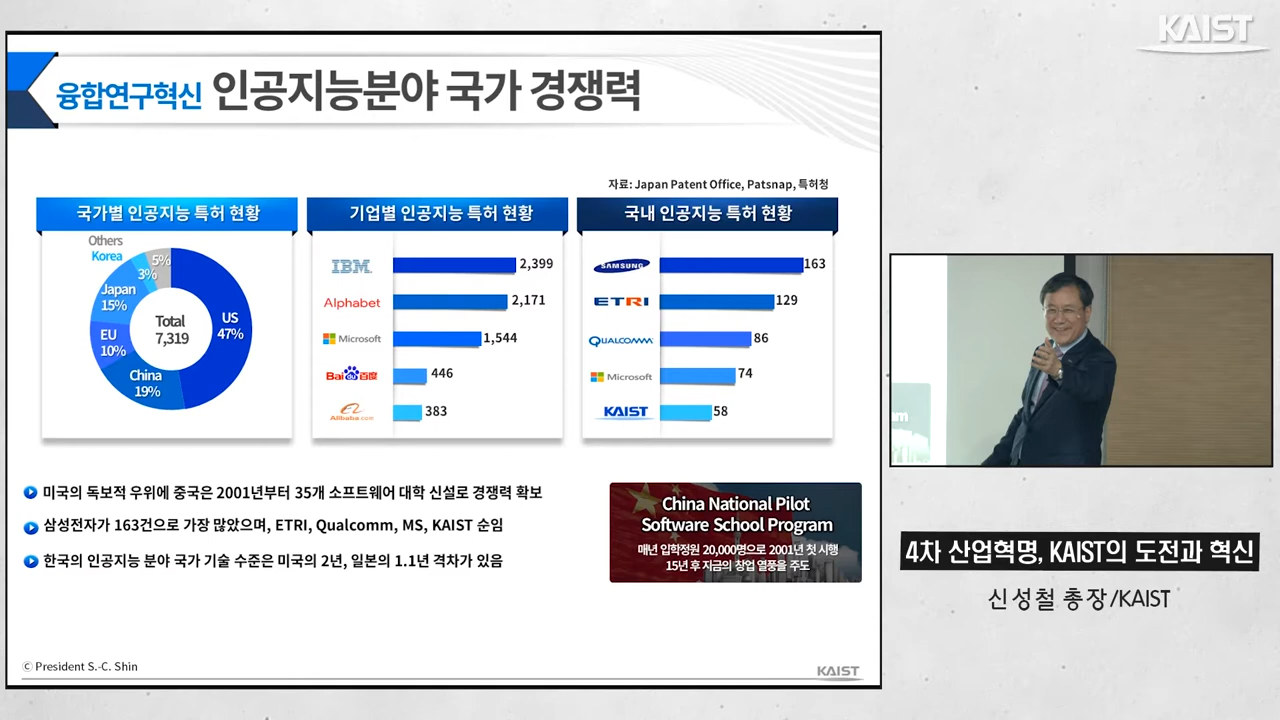 KAIST
융합연구혁신 인공지능분야 국가 경쟁력
자료: Japan Patent Office, Patsnap, 특허청
국가별 인공지능 특허 현황
Others 5%
Korea 3%
Japan 15%
EU 10%
China 19%
US 47%
Total 7,319
기업별 인공지능 특허 현황
IBM 2,399
Alphabet 2,171
Microsoft 1,544
Bai du 百度 446
Alibaba.com 383
국내 인공지능 특허 현황
SAMSUNG 163
ETRI 129
QUALCOMM 86
Microsoft 74
KAIST 58
미국의 독보적 우위에 중국은 2001년부터 35개 소프트웨어 대학 신설로 경쟁력 확보
삼성전자가 163건으로 가장 많았으며, ETRI, Qualcomm, MS, KAIST 순임
한국의 인공지능 분야 국가 기술 수준은 미국의 2년, 일본의 1.1년 격차가 있음
China National Pilot
Software School Program
매년 입학정원 20,000명으로 2001년 첫 시행
15년 후 지금의 창업 열풍을 주도
© President S.-C. Shin
KAIST
4차 산업혁명, KAIST의 도전과 혁신
신성철 총장/KAIST